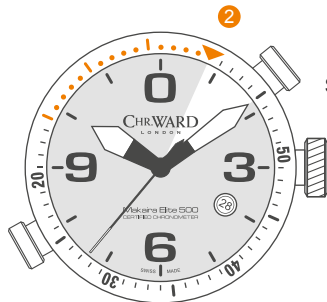 2
s
0
CHR.WARD
LONDON
50
20
9
3
Makaira Elite 500
CERTIFIED CHRONOMETER
28
6
SWISS MADE
30
40